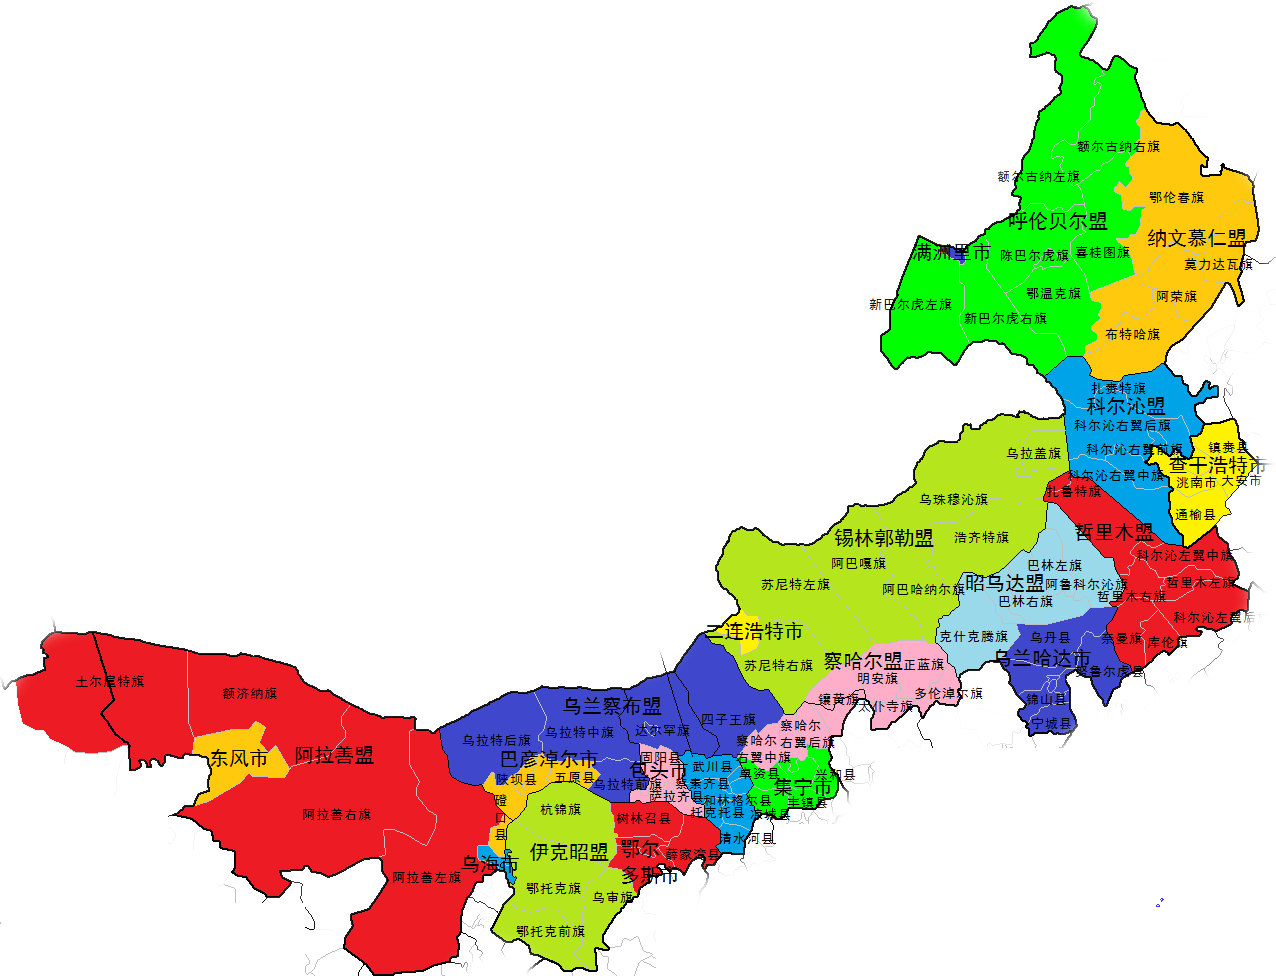 额尔古纳右旗
额尔古纳左旗
鄂伦春旗
呼伦贝尔盟
纳文慕仁盟
满洲里市
陈巴尔虎旗
喜桂图旗
莫力达瓦旗
鄂温克旗
阿荣旗
新巴尔虎左旗
新巴尔虎右旗
布特哈旗
扎赉特旗
科尔沁盟
科尔沁右翼后旗
科尔沁右翼前旗
镇赉县
乌拉盖旗
查干浩特市
科尔沁右翼中旗
洮南市
大安市
扎鲁特旗
乌珠穆沁旗
通榆县
哲里木盟
锡林郭勒盟
浩齐特旗
科尔沁左翼中旗
阿巴嘎旗
巴林左旗
苏尼特左旗
昭乌达盟
阿鲁科尔沁旗
哲里木左旗
阿巴哈纳尔旗
哲里木右旗
巴林右旗
科尔沁左翼后
二连浩特市
克什克腾旗
乌丹县
奈曼旗
库伦旗
苏尼特右旗
察哈尔盟
正蓝旗
乌兰哈达市
明安旗
土尔扈特旗
额济纳旗
多伦淖尔旗
镶黄旗
太仆寺旗
锦山县
宁城县
乌兰察布盟
四子王旗
察哈尔
右翼后旗
达尔罕旗
乌拉特中旗
乌拉特后旗
察哈尔
右翼中旗
东风市
阿拉善盟
巴彦淖尔市
固阳县
包头市
武川县
卓资县
兴和县
陕坝县
五原县
乌拉特前旗
察素齐县
集宁市
萨拉齐县
和林格尔县
丰镇县
磴
口
县
杭锦旗
树林召县
托克托县
凉城县
阿拉善右旗
清水河县
伊克昭盟
鄂尔
多斯市
薛家湾县
乌海市
阿拉善左旗
鄂托克旗
乌审旗
鄂托克前旗